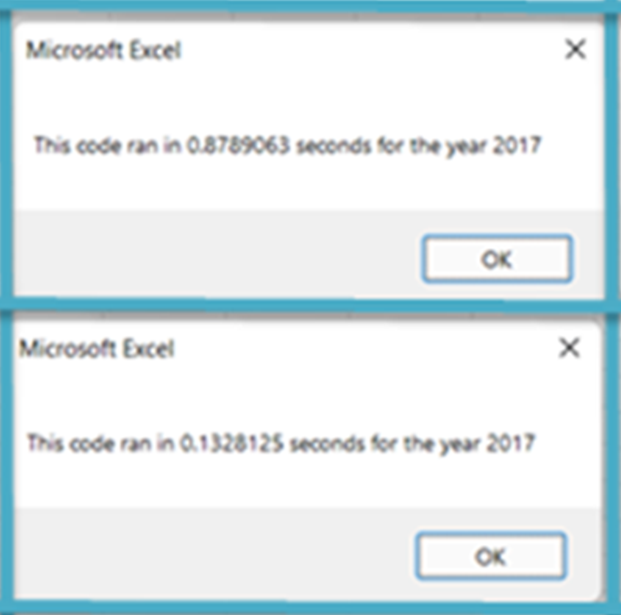 Microsoft Excel
This code ran in 0.8789063 seconds for the year 2017
OK
Microsoft Excel
This code ran in 0.1328125 seconds for the year 2017
OK